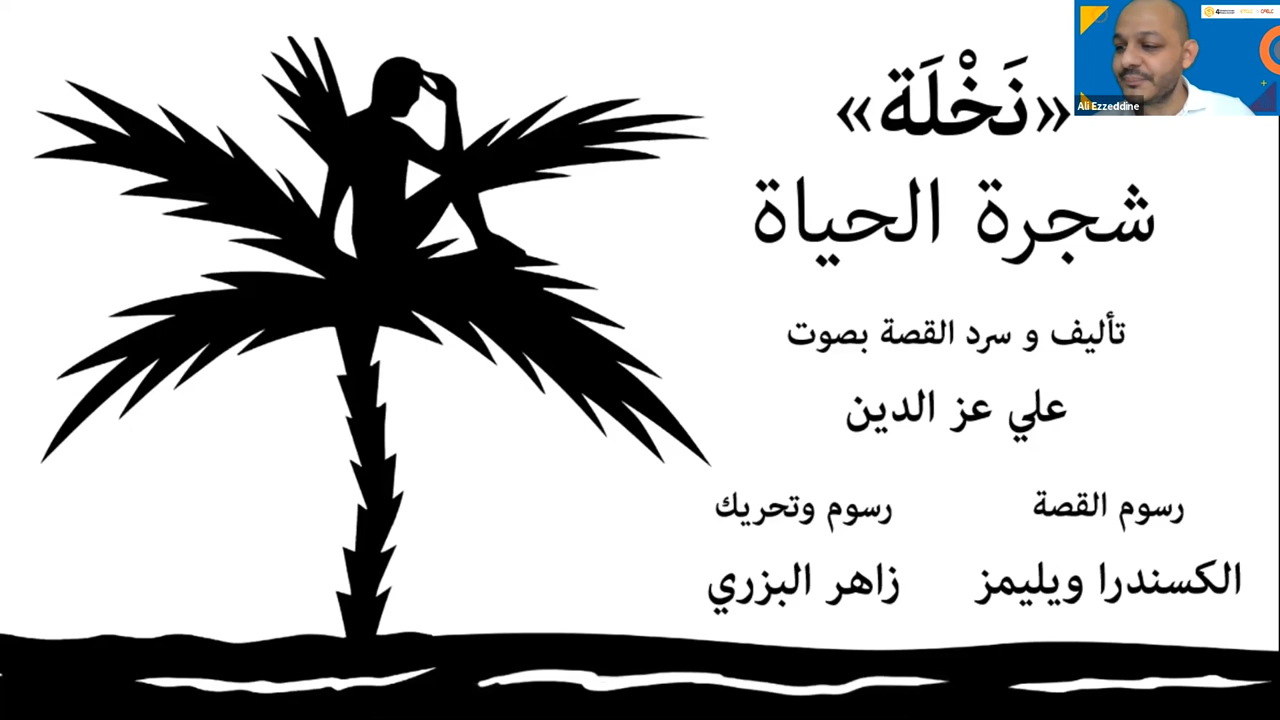 «نَخْلَة»
شجرة الحياة
تأليف و سرد القصة بصوت
علي عز الدين
رسوم القصة
الكسندرا ويليمز
رسوم وتحريك
زاهر البزري
Ali Ezzeddine